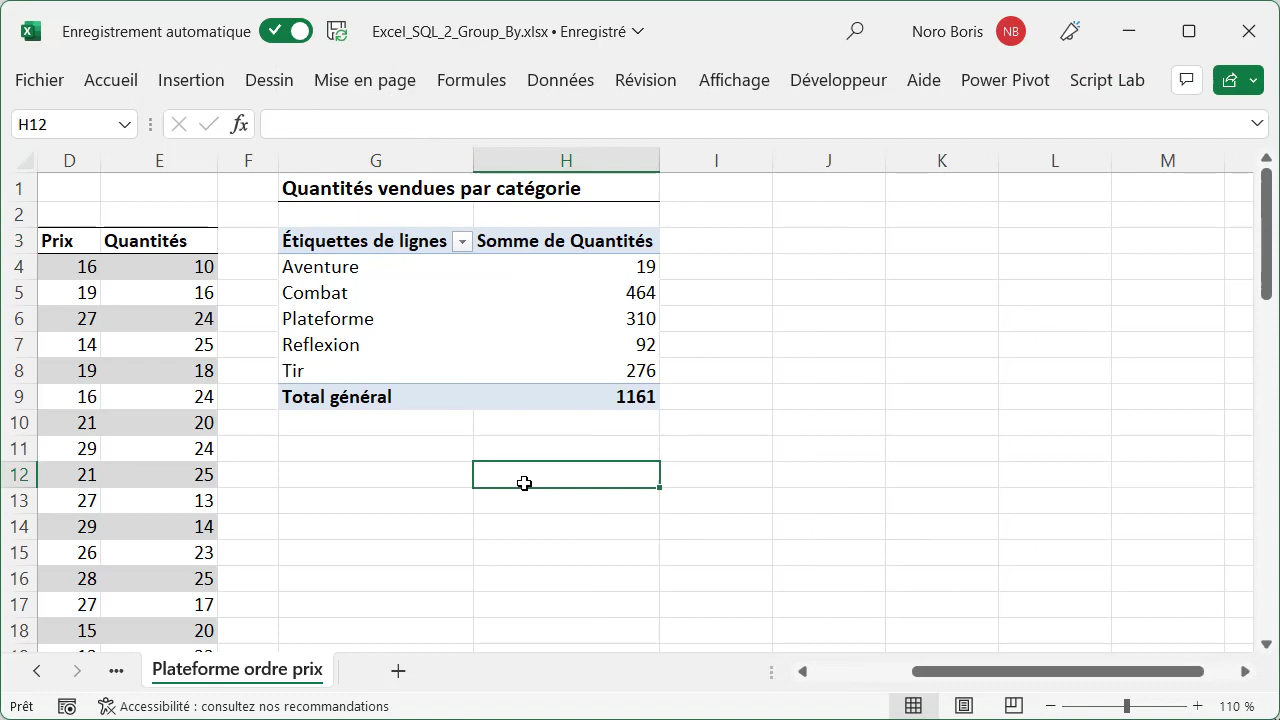 Enregistrement automatique Excel_SQL_2_Group_By.xlsx • Enregistré Noro Boris NB
Fichier Accueil Insertion Dessin Mise en page Formules Données Révision Affichage Développeur Aide Power Pivot Script Lab
H12 fx
D E F G H I J K L M
1 Quantités vendues par catégorie
2
3 Prix Quantités Étiquettes de lignes Somme de Quantités
4 16 10 Aventure 19
5 19 16 Combat 464
6 27 24 Plateforme 310
7 14 25 Reflexion 92
8 19 18 Tir 276
9 16 24 Total général 1161
10 21 20
11 29 24
12 21 25
13 27 13
14 29 14
15 26 23
16 28 25
17 27 17
18 15 20
Plateforme ordre prix
Prêt Accessibilité : consultez nos recommandations 110 %